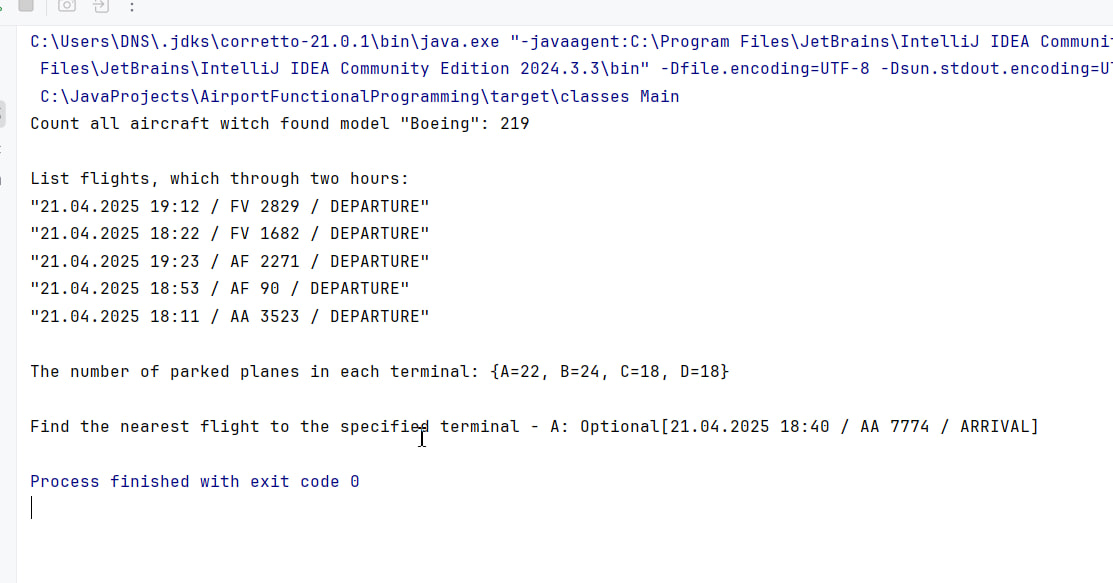 C:\Users\DNS\.jdks\corretto-21.0.1\bin\java.exe "-javaagent:C:\Program Files\JetBrains\IntelliJ IDEA
Files\JetBrains\IntelliJ IDEA Community Edition 2024.3.3\bin" -Dfile.encoding=UTF-8
C:\JavaProjects\AirportFunctionalProgramming\target\classes Main
Count all aircraft witch found model "Boeing": 219
List flights, which through two hours:
"21.04.2025 19:12 / FV 2829 / DEPARTURE"
"21.04.2025 18:22 / FV 1682 / DEPARTURE"
"21.04.2025 19:23 / AF 2271 / DEPARTURE"
"21.04.2025 18:53 / AF 90 / DEPARTURE"
"21.04.2025 18:11 / AA 3523 / DEPARTURE"
The number of parked planes in each terminal: {A=22, B=24, C=18, D=18}
Find the nearest flight to the specified terminal - A: Optional[21.04.2025 18:40 / AA 7774 / ARRIVAL]
Process finished with exit code 0